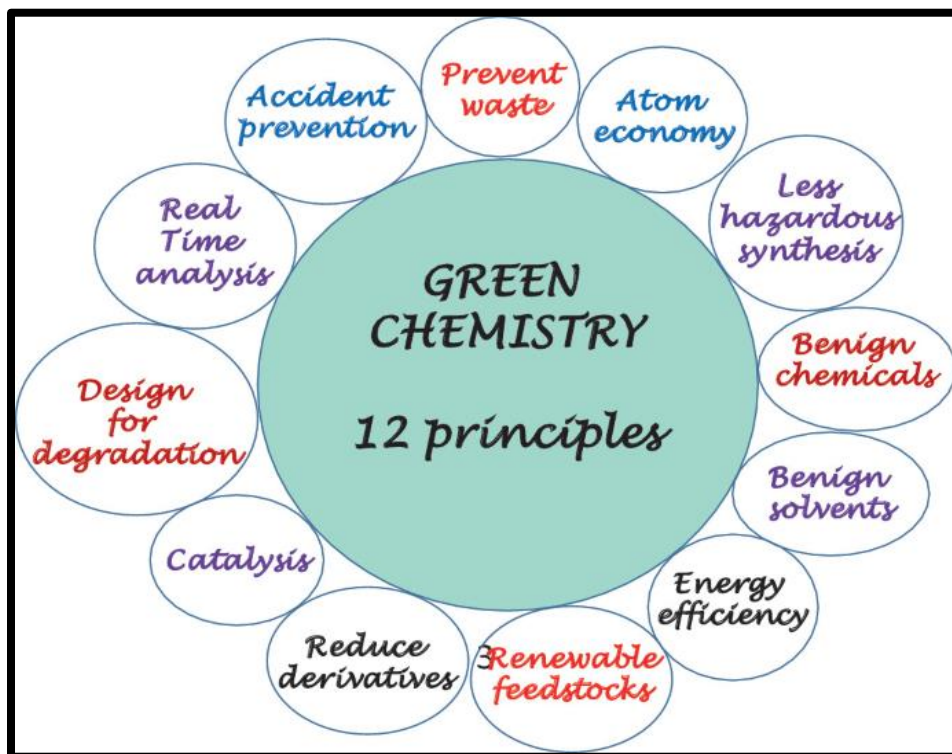 GREEN
CHEMISTRY
12 principles
Prevent
waste
Atom
economy
Less
hazardous
synthesis
Benign
chemicals
Benign
solvents
Energy
efficiency
3
Renewable
feedstocks
Reduce
derivatives
Catalysis
Design
for
degradation
Real
Time
analysis
Accident
prevention